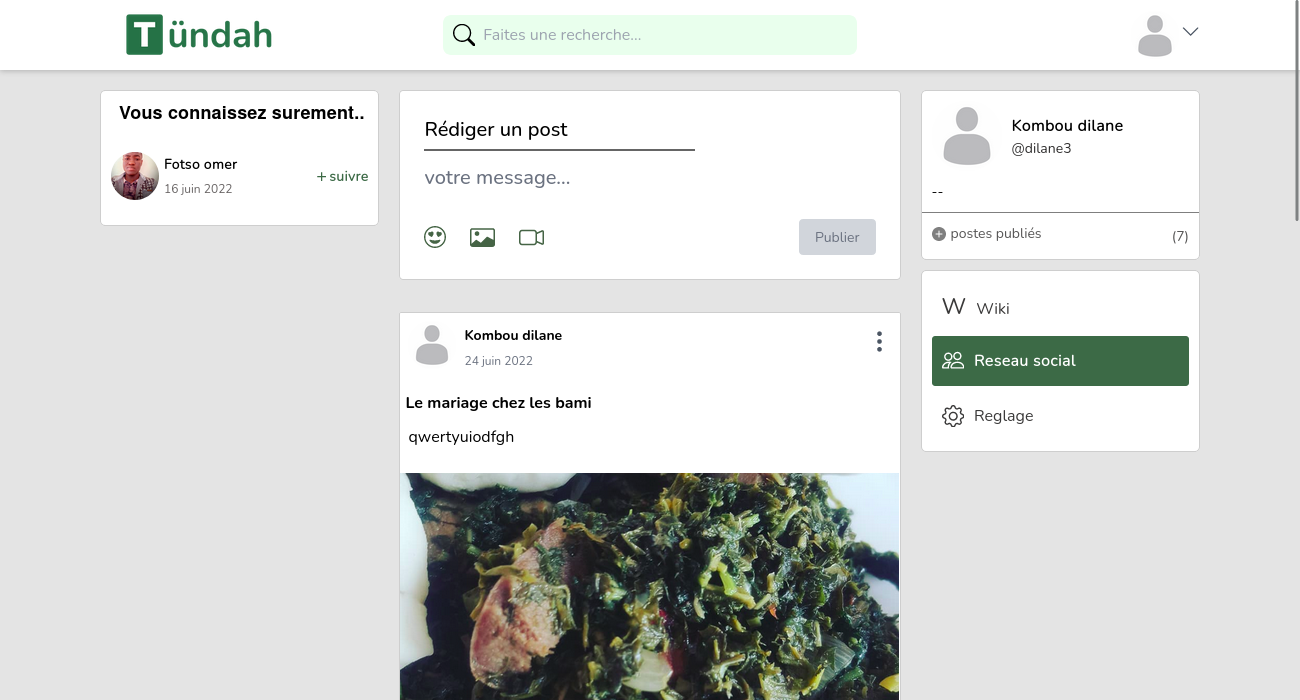 Tündah
Faites une recherche...
Vous connaissez surement..
Fotso omer
16 juin 2022
+ suivre
Rédiger un post
votre message...
Publier
Kombou dilane
24 juin 2022
Le mariage chez les bami
qwertyuiodfgh
Kombou dilane
@dilane3
--
postes publiés
(7)
W Wiki
Reseau social
Reglage